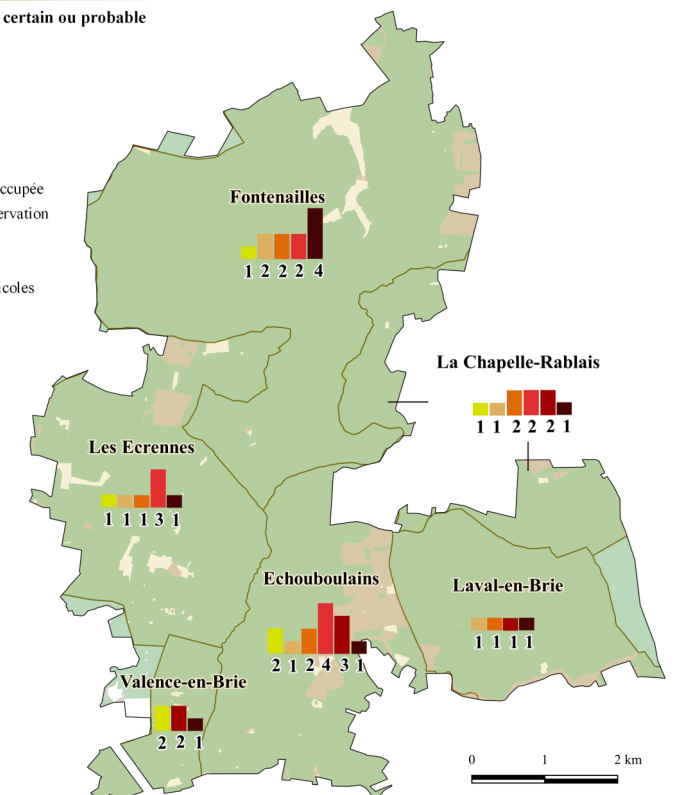 certain ou probable
ccupée
ervation
icoles
Fontenailles
1 2 2 2 4
La Chapelle-Rablais
1 1 2 2 2 1
Les Ecrennes
1 1 1 3 1
Echouboulains
2 1 2 4 3 1
Laval-en-Brie
1 1 1 1
Valence-en-Brie
2 2 1
0 1 2 km